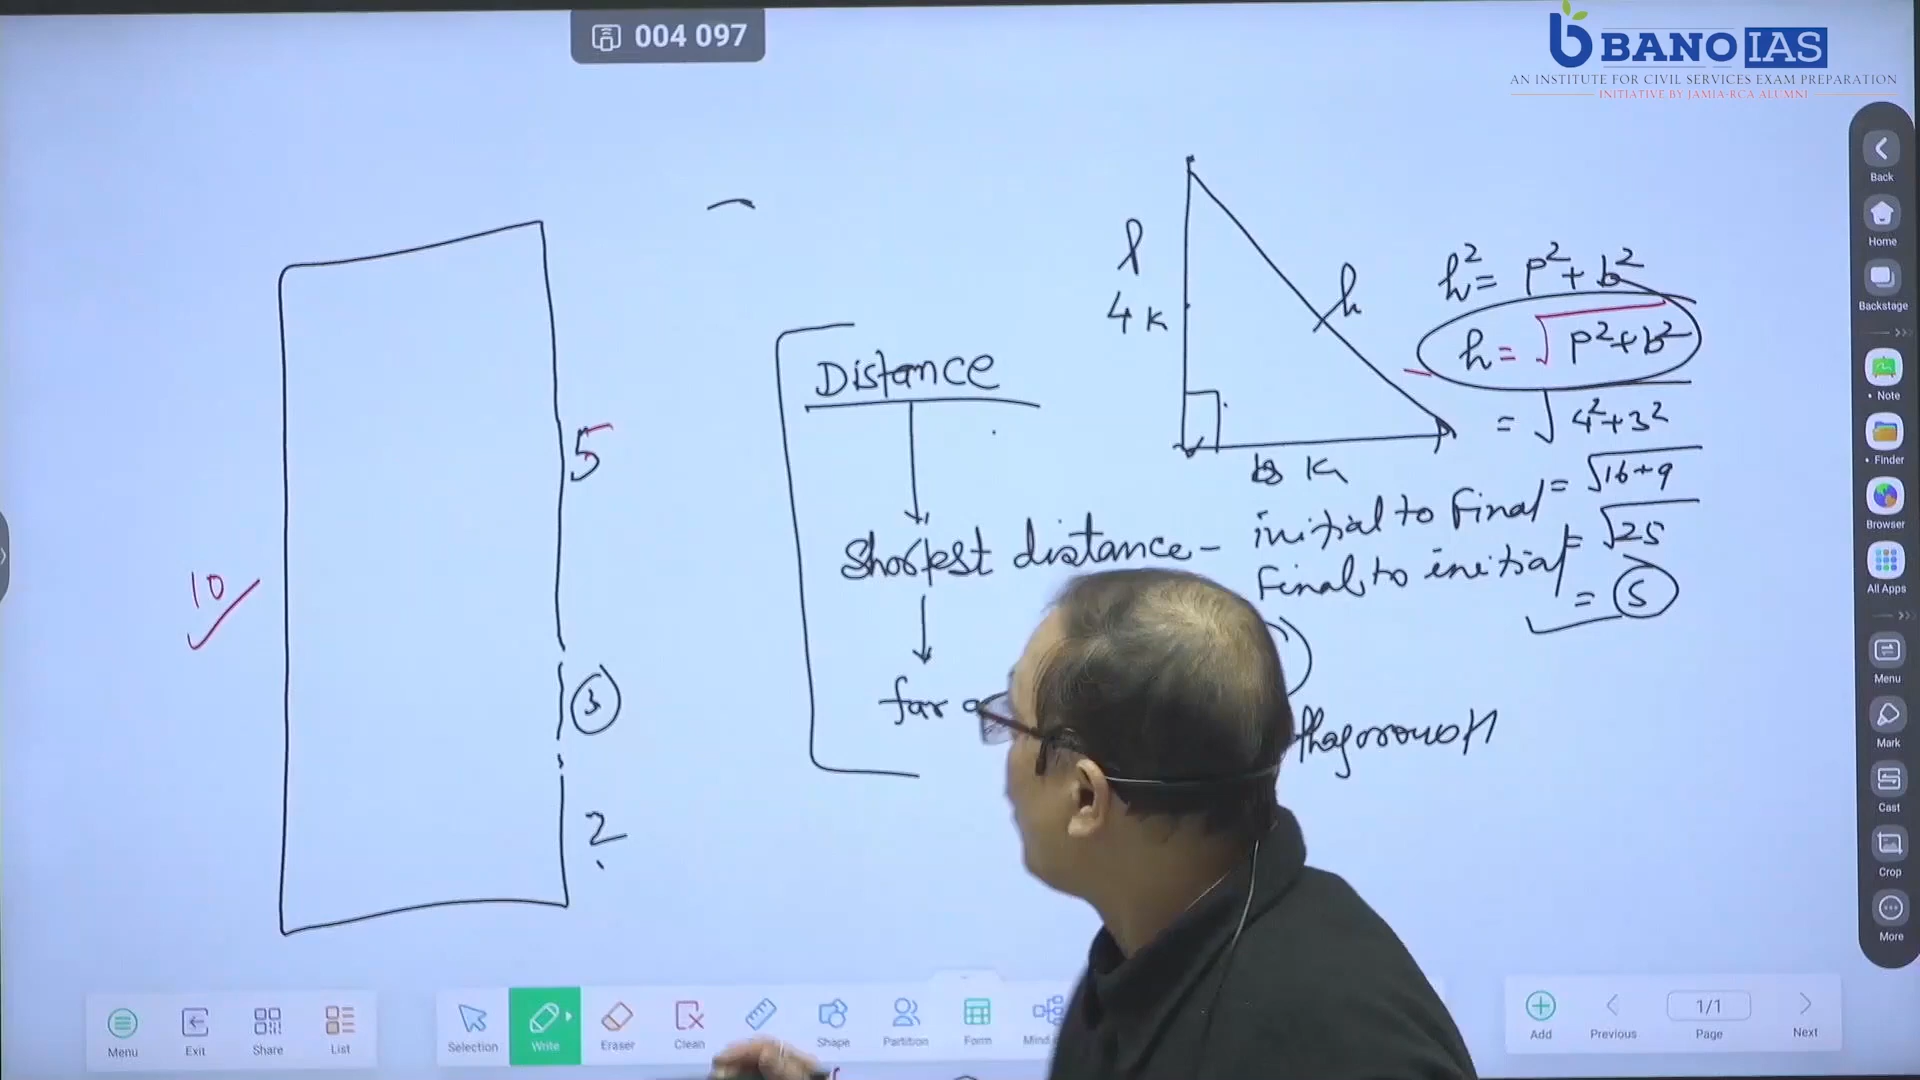 004 097
BANO IAS
AN INSTITUTE FOR CIVIL SERVICES EXAM PREPARATION
INITIATIVE BY JAMIA-RCA ALUMNI
Back
Home
Backstage
Note
Finder
Browser
All Apps
Menu
Mark
Cast
Crop
More
10
5
3
2
Distance
Shortest distance -
initial to Final
Final to initial
far
4 K
h
K
h² = p² + b²
h = √p²+b²
= √4²+3²
= √16+9
= √25
= 5
Menu
Exit
Share
List
Selection
Write
Eraser
Clean
Shape
Partition
Form
Mind
Add
Previous
1/1
Page
Next